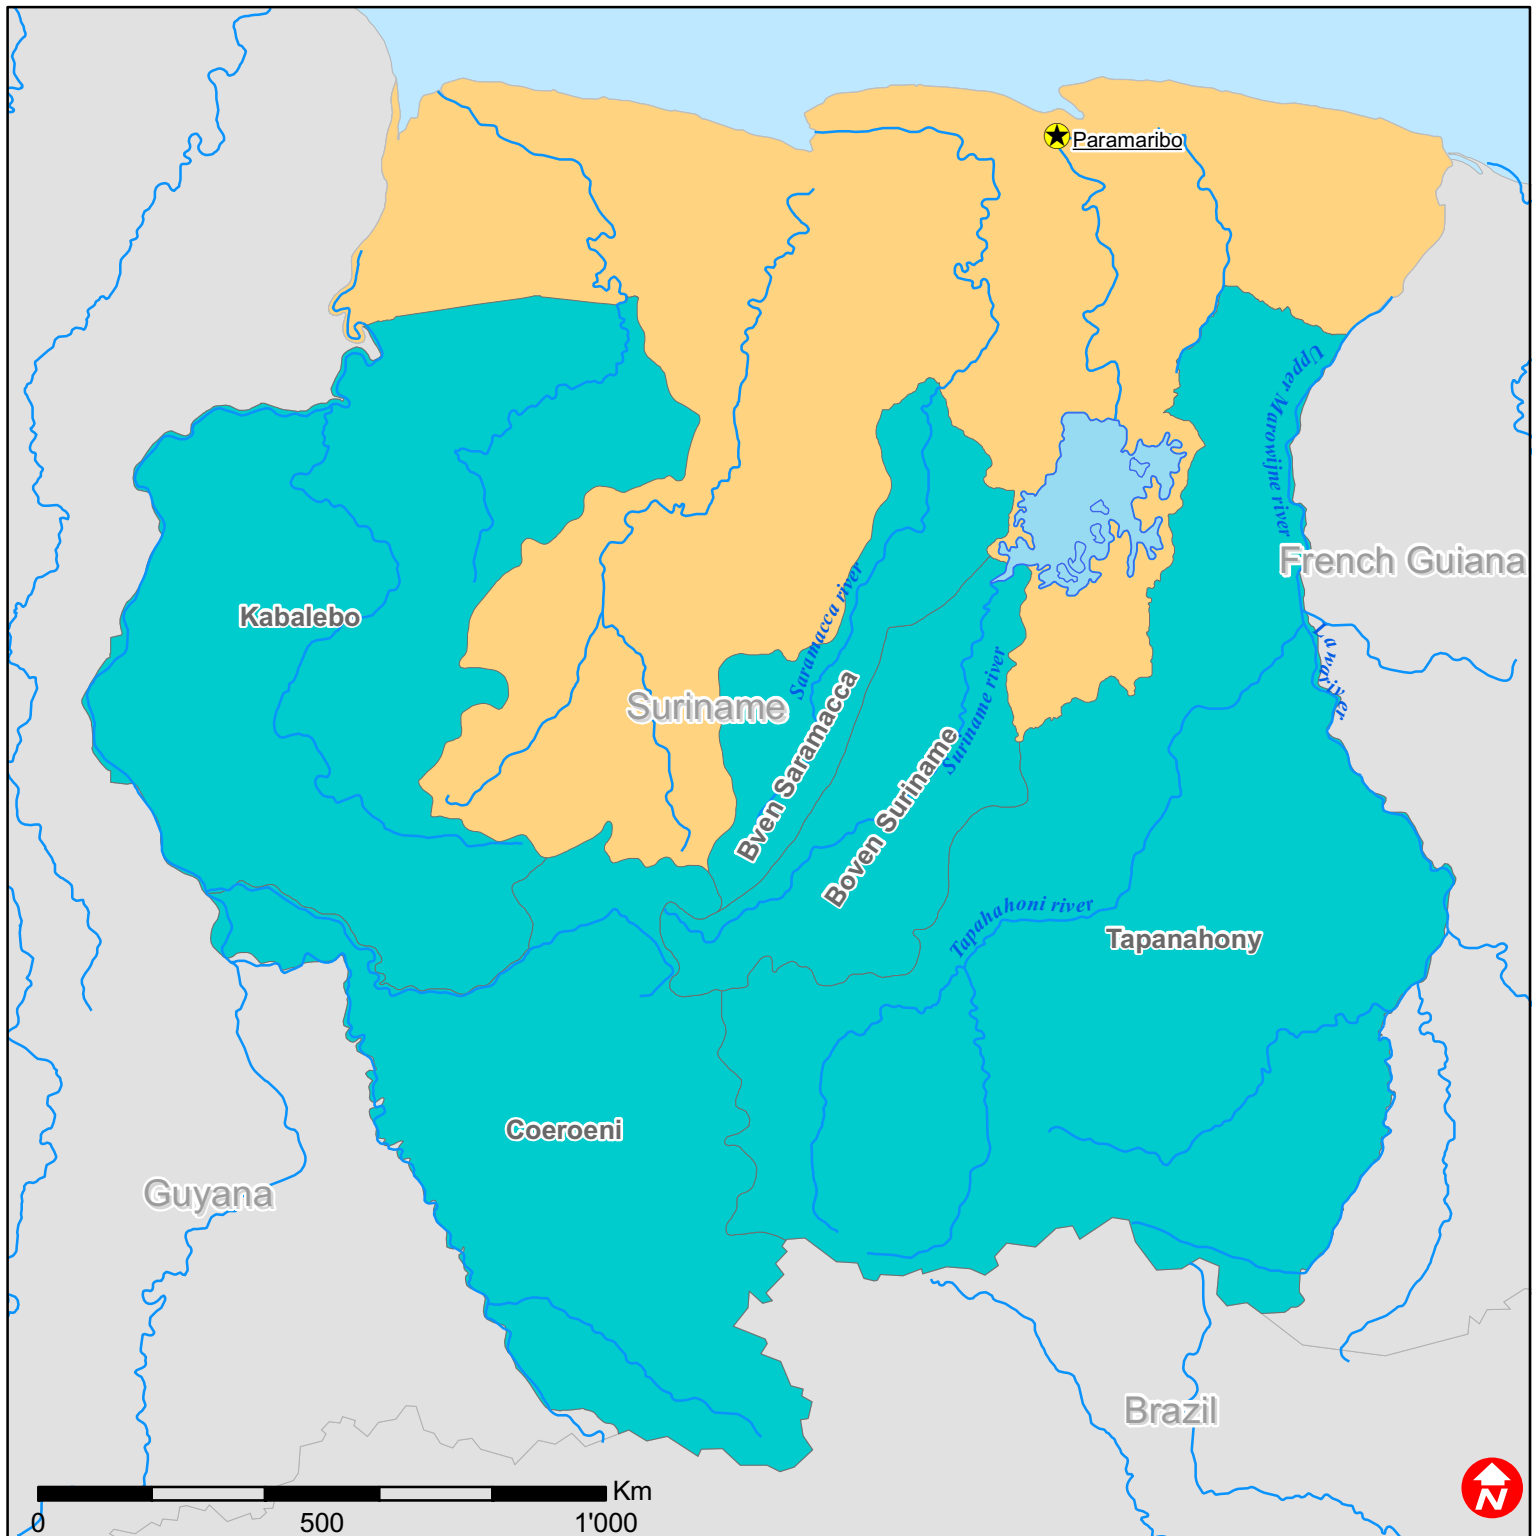 Paramaribo
Upper Marowijne river
French Guiana
Saramacca river
Kabalebo
Lawa river
Suriname river
Suriname
Bven Saramacca
Boven Suriname
Tapahahoni river
Tapanahony
Coeroeni
Guyana
Brazil
Km
0 500 1'000
N